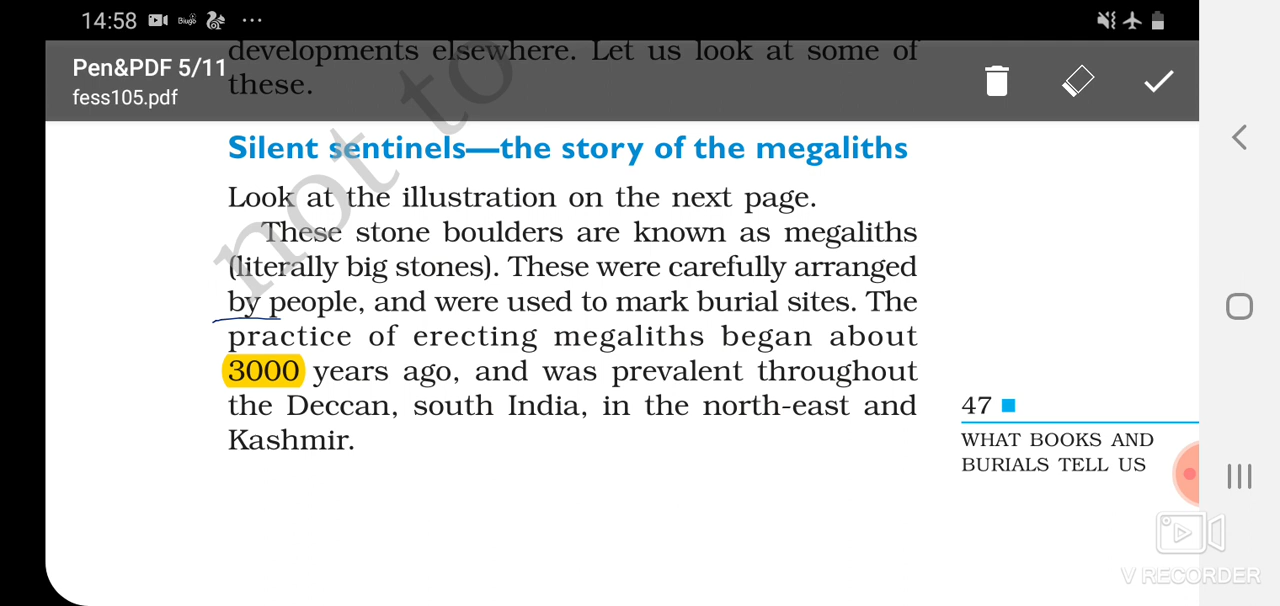 14:58
Biugo
developments elsewhere. Let us look at some of
Pen&PDF 5/11
these.
fess105.pdf
not to
Silent sentinels—the story of the megaliths
Look at the illustration on the next page.
These stone boulders are known as megaliths
(literally big stones). These were carefully arranged
by people, and were used to mark burial sites. The
practice of erecting megaliths began about
3000 years ago, and was prevalent throughout
the Deccan, south India, in the north-east and
Kashmir.
47
WHAT BOOKS AND
BURIALS TELL US
V RECORDER